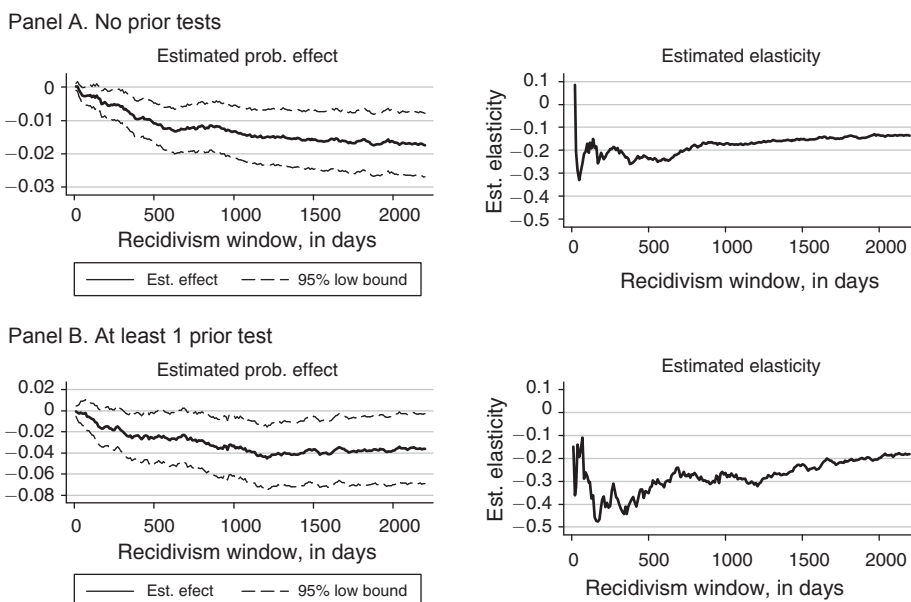 Panel A. No prior tests
Estimated prob. effect
0
−0.01
−0.02
−0.03
0 500 1000 1500 2000
Recidivism window, in days
Est. effect 95% low bound
Estimated elasticity
Est. elasticity
0.1
0
−0.1
−0.2
−0.3
−0.4
−0.5
0 500 1000 1500 2000
Recidivism window, in days
Panel B. At least 1 prior test
Estimated prob. effect
0.02
0
−0.02
−0.04
−0.06
−0.08
0 500 1000 1500 2000
Recidivism window, in days
Est. efect 95% low bound
Estimated elasticity
Est. elasticity
0.1
0
−0.1
−0.2
−0.3
−0.4
−0.5
0 500 1000 1500 2000
Recidivism window, in days